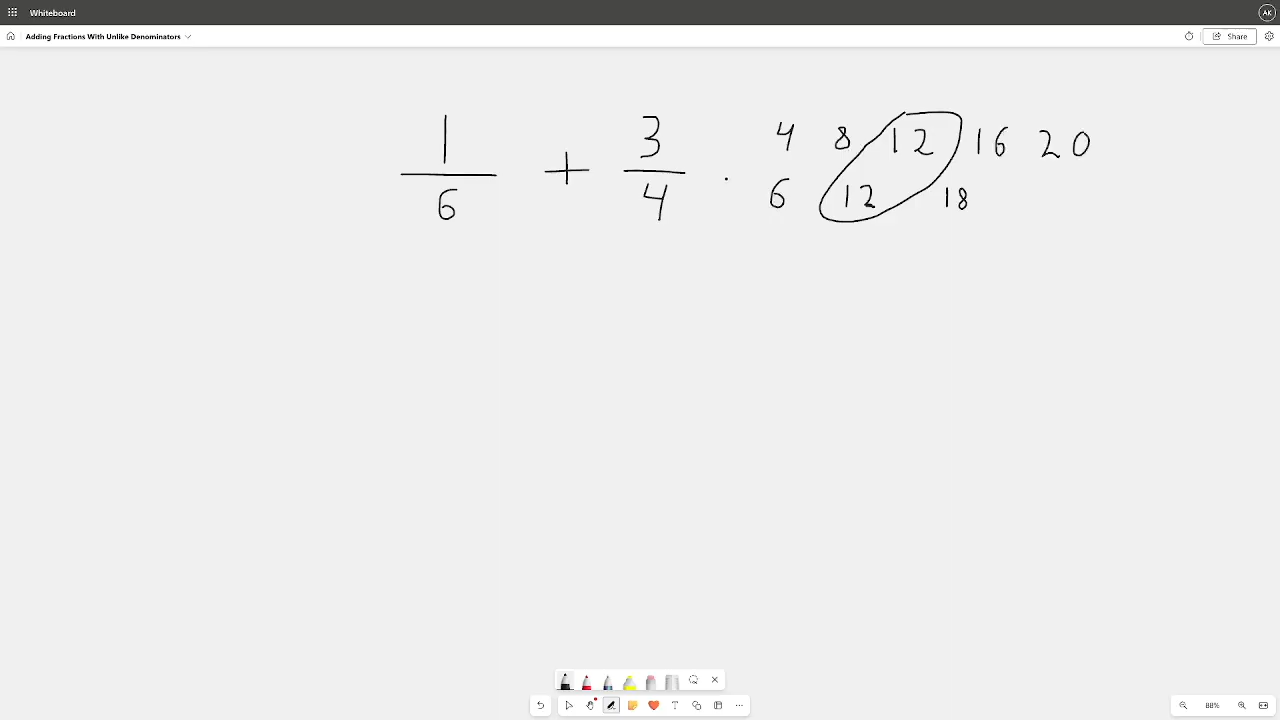 Whiteboard
AK
Adding Fractions With Unlike Denominators
Share
1/6 + 3/4 .
4 8 12 16 20
6 12 18
88%